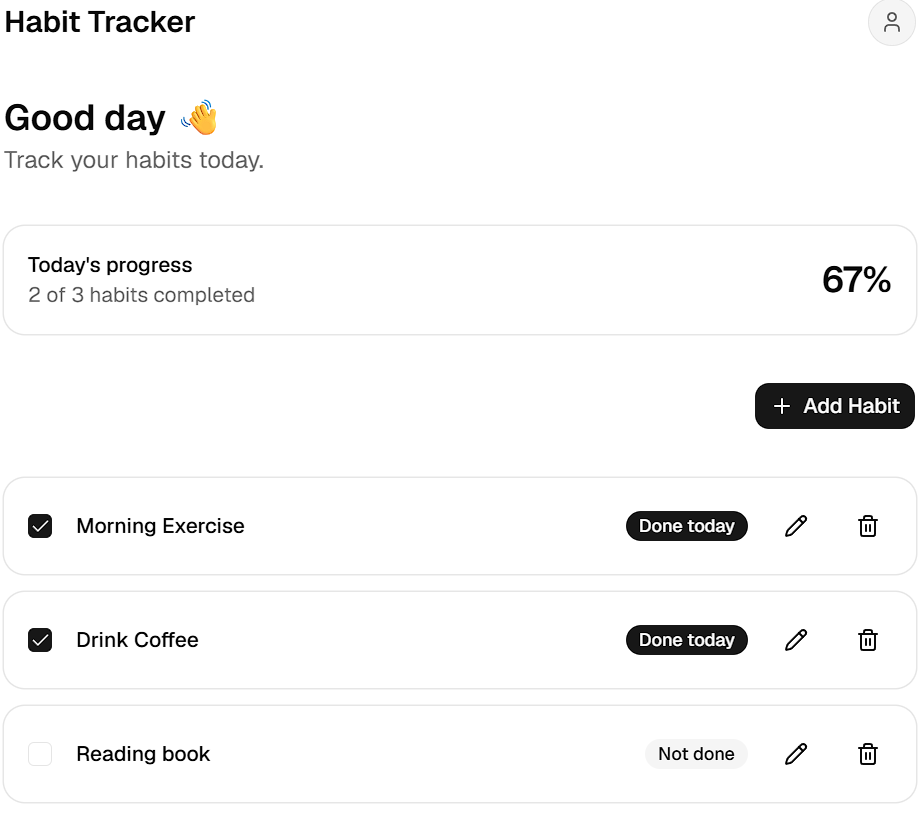 Habit Tracker
Good day 👋
Track your habits today.
Today's progress
2 of 3 habits completed
67%
+ Add Habit
Morning Exercise
Done today
Drink Coffee
Done today
Reading book
Not done